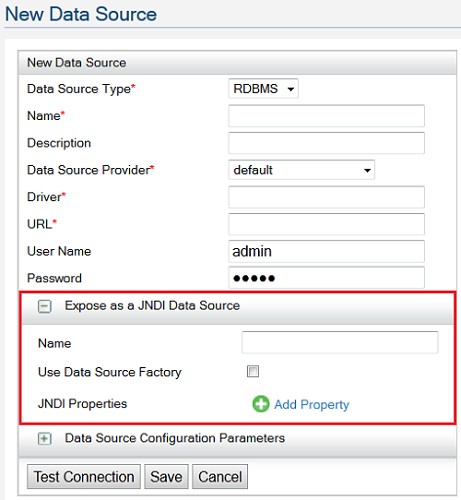 New Data Source
New Data Source
Data Source Type* RDBMS
Name*
Description
Data Source Provider* default
Driver*
URL*
User Name admin
Password •••••
Expose as a JNDI Data Source
Name
Use Data Source Factory
JNDI Properties Add Property
Data Source Configuration Parameters
Test Connection Save Cancel